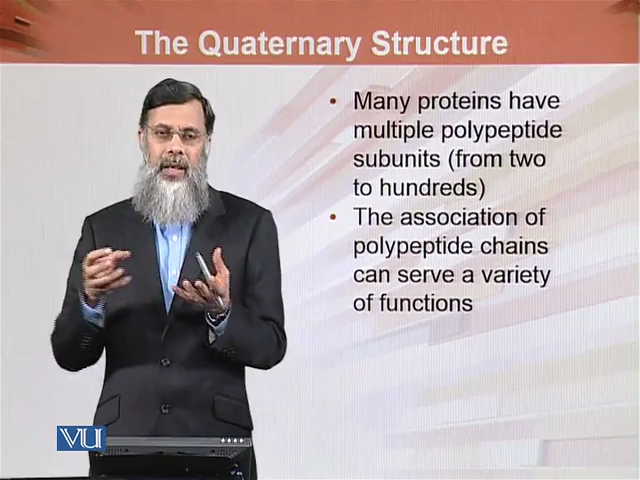 The Quaternary Structure
• Many proteins have
multiple polypeptide
subunits (from two
to hundreds)
• The association of
polypeptide chains
can serve a variety
of functions
VU